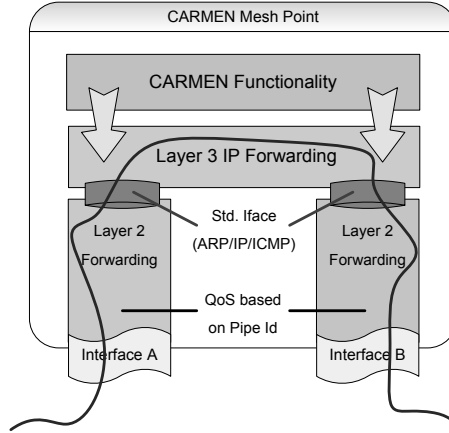 CARMEN Mesh Point
CARMEN Functionality
Layer 3 IP Forwarding
Std. Iface
(ARP/IP/ICMP)
Layer 2
Forwarding
Layer 2
Forwarding
QoS based
on Pipe Id
Interface A
Interface B